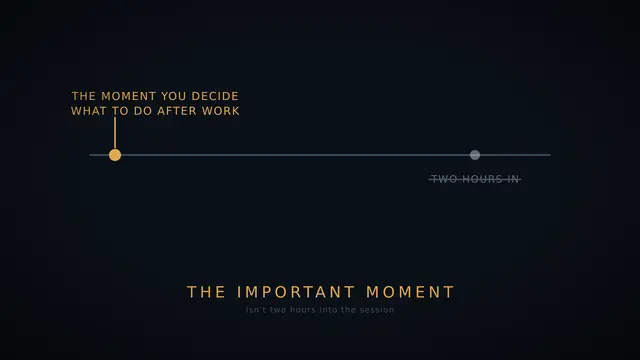 THE MOMENT YOU DECIDE
WHAT TO DO AFTER WORK
TWO HOURS IN
THE IMPORTANT MOMENT
isn't two hours into the session